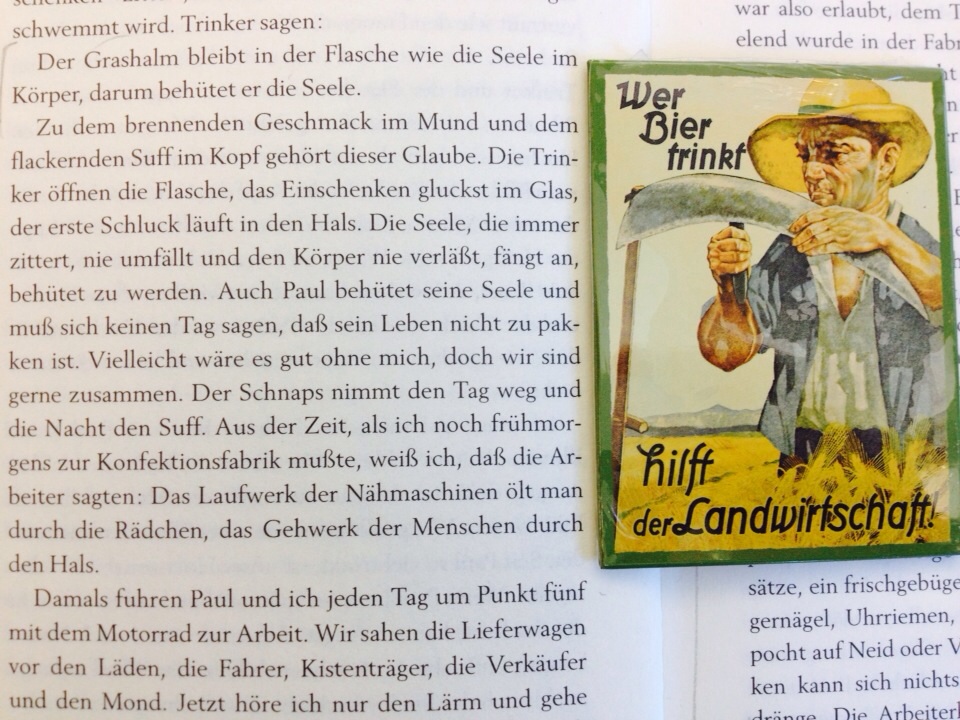 schwemmt wird. Trinker sagen:
Der Grashalm bleibt in der Flasche wie die Seele im
Körper, darum behütet er die Seele.
Zu dem brennenden Geschmack im Mund und dem
flackernden Suff im Kopf gehört dieser Glaube. Die Trin-
ker öffnen die Flasche, das Einschenken gluckst im Glas,
der erste Schluck läuft in den Hals. Die Seele, die immer
zittert, nie umfällt und den Körper nie verläßt, fängt an,
behütet zu werden. Auch Paul behütet seine Seele und
muß sich keinen Tag sagen, daß sein Leben nicht zu pak-
ken ist. Vielleicht wäre es gut ohne mich, doch wir sind
gerne zusammen. Der Schnaps nimmt den Tag weg und
die Nacht den Suff. Aus der Zeit, als ich noch frühmor-
gens zur Konfektionsfabrik mußte, weiß ich, daß die Ar-
beiter sagten: Das Laufwerk der Nähmaschinen ölt man
durch die Rädchen, das Gehwerk der Menschen durch
den Hals.
Damals fuhren Paul und ich jeden Tag um Punkt fünf
mit dem Motorrad zur Arbeit. Wir sahen die Lieferwagen
vor den Läden, die Fahrer, Kistenträger, die Verkäufer
und den Mond. Jetzt höre ich nur den Lärm und gehe
Wer
Bier
trinkt
hilft
der Landwirtschaft!
war also erlaubt, dem
elend wurde in der Fabr
sätze, ein frischgebüge
gernägel, Uhrriemen,
pocht auf Neid oder V
ken kann sich nichts
dränge. Die Arbeiter